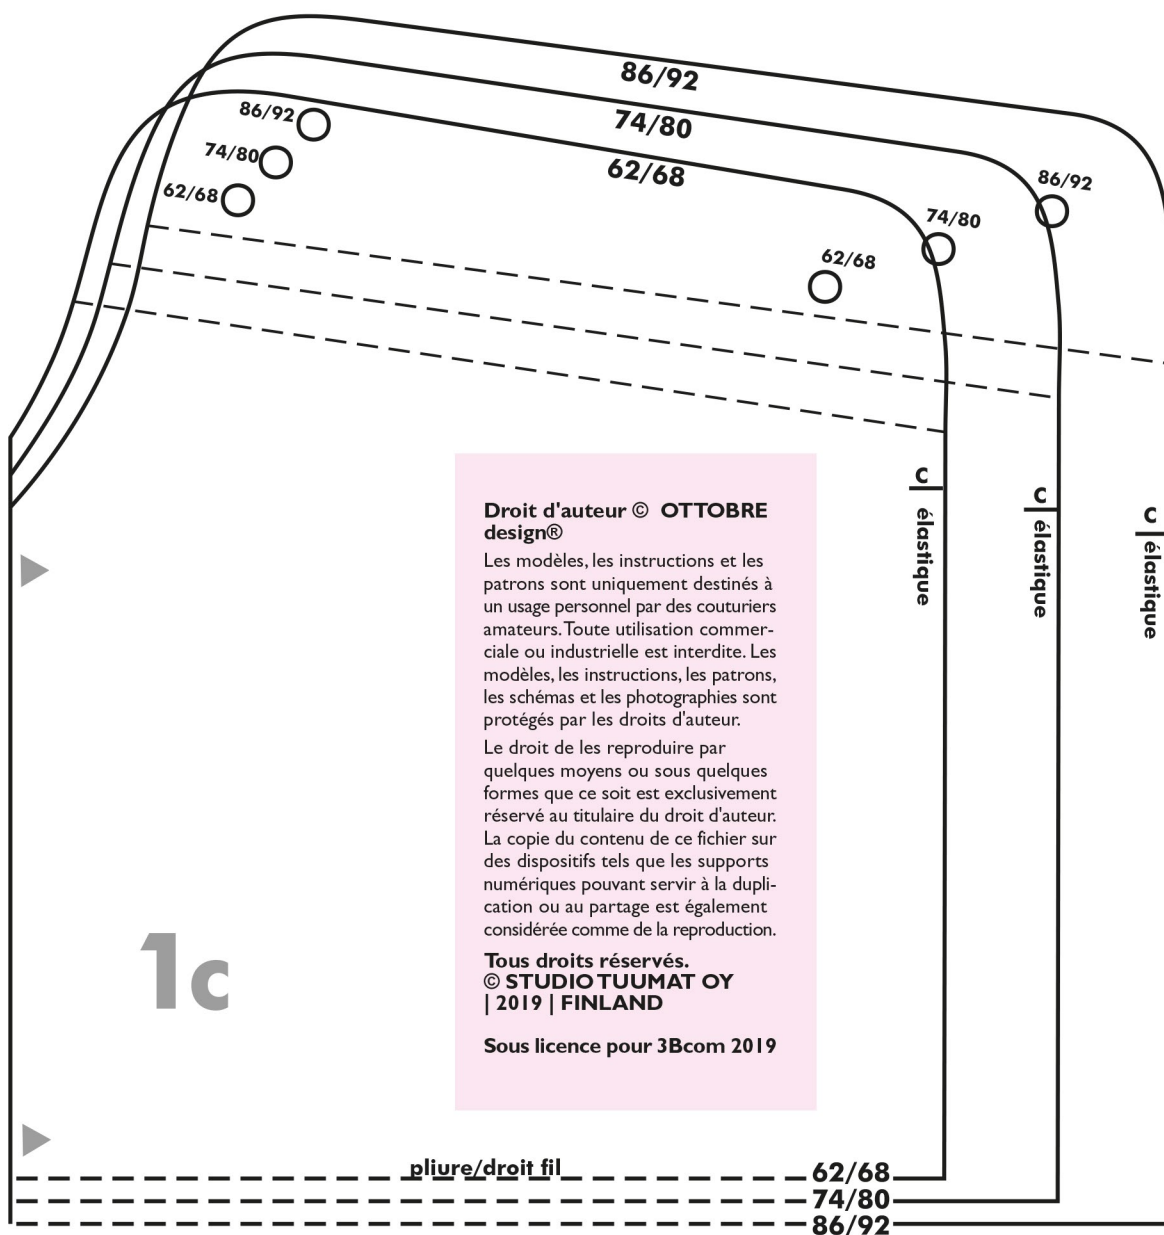 86/92
74/80
62/68
86/92
74/80
62/68
86/92
74/80
62/68
c
élastique
c
élastique
c
élastique
Droit d'auteur © OTTOBRE
design®
Les modèles, les instructions et les
patrons sont uniquement destinés à
un usage personnel par des couturiers
amateurs. Toute utilisation commer-
ciale ou industrielle est interdite. Les
modèles, les instructions, les patrons,
les schémas et les photographies sont
protégés par les droits d'auteur.
Le droit de les reproduire par
quelques moyens ou sous quelques
formes que ce soit est exclusivement
réservé au titulaire du droit d'auteur.
La copie du contenu de ce fichier sur
des dispositifs tels que les supports
numériques pouvant servir à la dupli-
cation ou au partage est également
considérée comme de la reproduction.
Tous droits réservés.
© STUDIO TUUMAT OY
| 2019 | FINLAND
Sous licence pour 3Bcom 2019
1c
pliure/droit fil
62/68
74/80
86/92